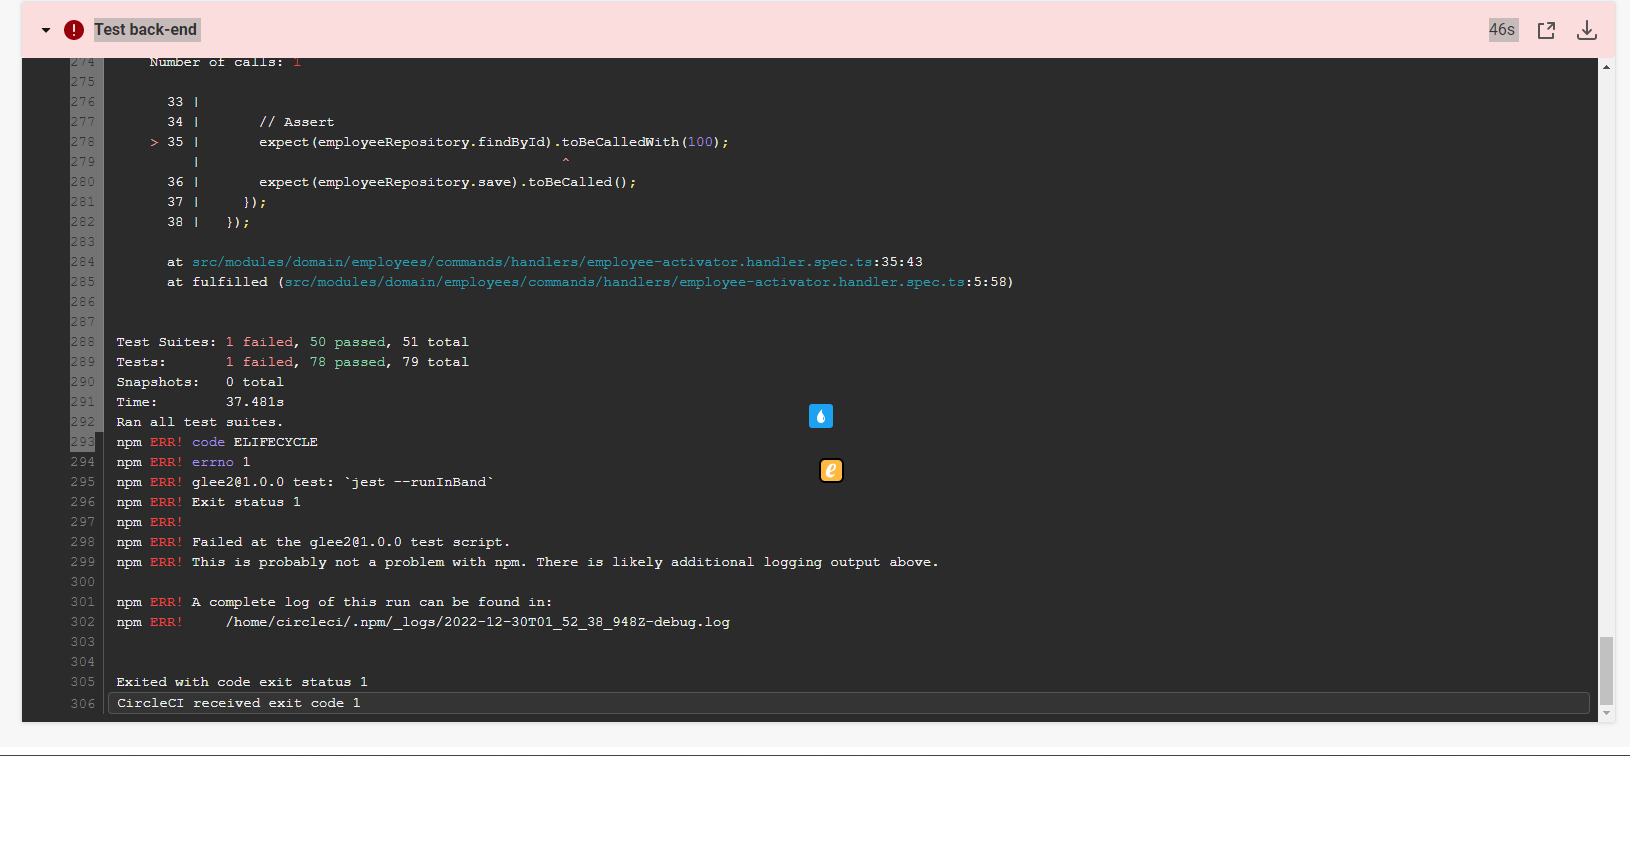 Test back-end 46s
274 Number of calls: 1
275
276 33 |
277 34 | // Assert
278 > 35 | expect(employeeRepository.findById).toBeCalledWith(100);
279 | ^
280 36 | expect(employeeRepository.save).toBeCalled();
281 37 | });
282 38 | });
283
284 at src/modules/domain/employees/commands/handlers/employee-activator.handler.spec.ts:35:43
285 at fulfilled (src/modules/domain/employees/commands/handlers/employee-activator.handler.spec.ts:5:58)
286
287
288 Test Suites: 1 failed, 50 passed, 51 total
289 Tests: 1 failed, 78 passed, 79 total
290 Snapshots: 0 total
291 Time: 37.481s
292 Ran all test suites.
293 npm ERR! code ELIFECYCLE
294 npm ERR! errno 1
295 npm ERR! glee2@1.0.0 test: `jest --runInBand`
296 npm ERR! Exit status 1
297 npm ERR!
298 npm ERR! Failed at the glee2@1.0.0 test script.
299 npm ERR! This is probably not a problem with npm. There is likely additional logging output above.
300
301 npm ERR! A complete log of this run can be found in:
302 npm ERR! /home/circleci/.npm/_logs/2022-12-30T01_52_38_948Z-debug.log
303
304
305 Exited with code exit status 1
306 CircleCI received exit code 1
e